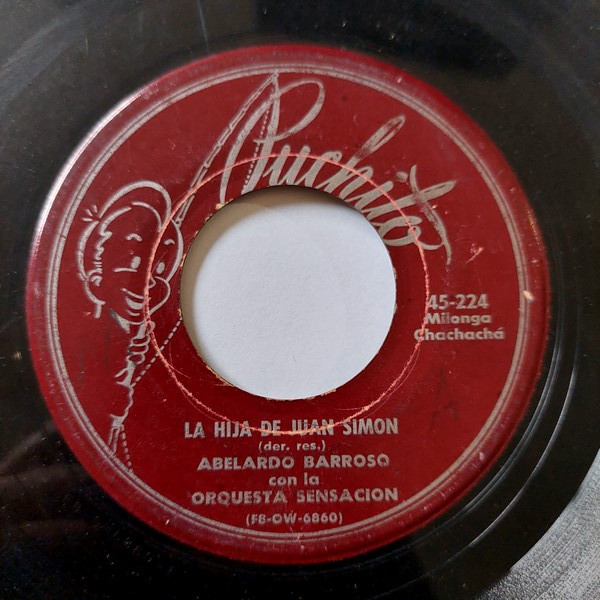 Puchito
45-224
Milonga
Chachachá
LA HIJA DE JUAN SIMON
(der. res.)
ABELARDO BARROSO
con la
ORQUESTA SENSACION
(F8-OW-6860)